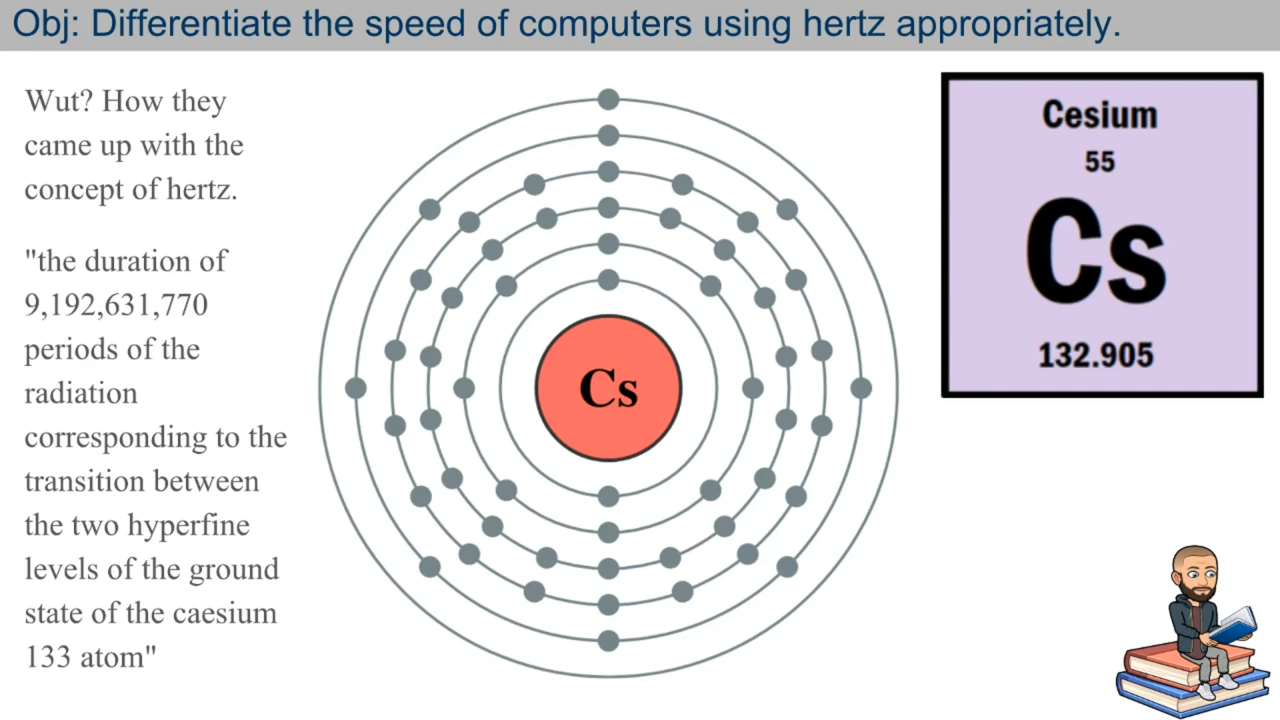 Obj: Differentiate the speed of computers using hertz appropriately.
Wut? How they
came up with the
concept of hertz.
"the duration of
9,192,631,770
periods of the
radiation
corresponding to the
transition between
the two hyperfine
levels of the ground
state of the caesium
133 atom"
Cs
Cesium
55
Cs
132.905